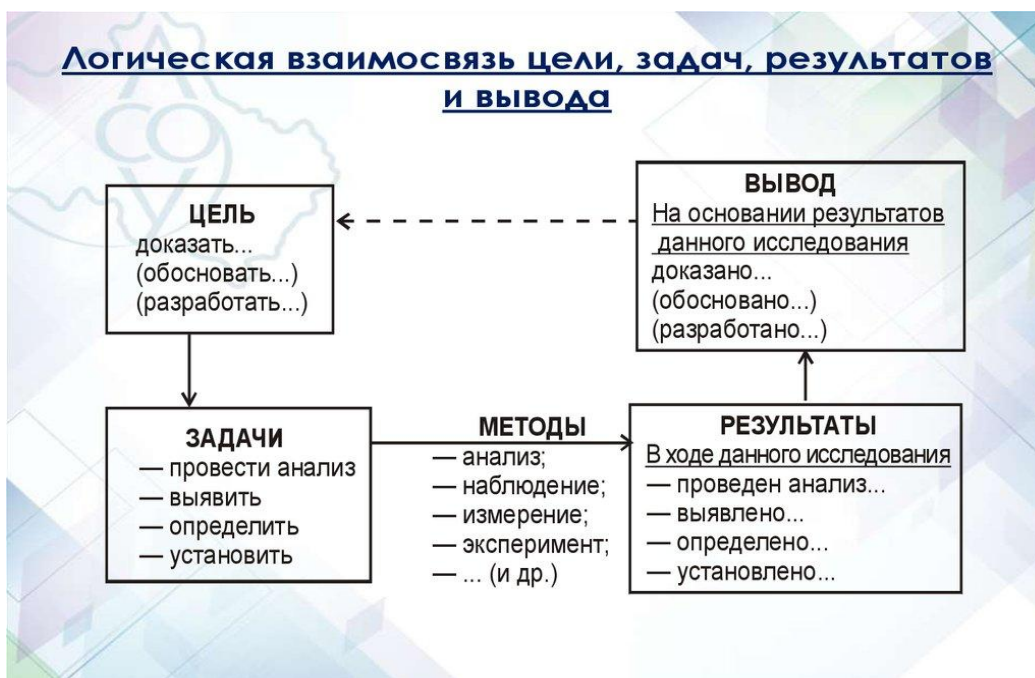 Логическая взаимосвязь цели, задач, результатов
и вывода
АСОУ
ЦЕЛЬ
доказать...
(обосновать...)
(разработать...)
ВЫВОД
На основании результатов
данного исследования
доказано...
(обосновано...)
(разработано...)
ЗАДАЧИ
— провести анализ
— выявить
— определить
— установить
МЕТОДЫ
— анализ;
— наблюдение;
— измерение;
— эксперимент;
— ... (и др.)
РЕЗУЛЬТАТЫ
В ходе данного исследования
— проведен анализ...
— выявлено...
— определено...
— установлено...